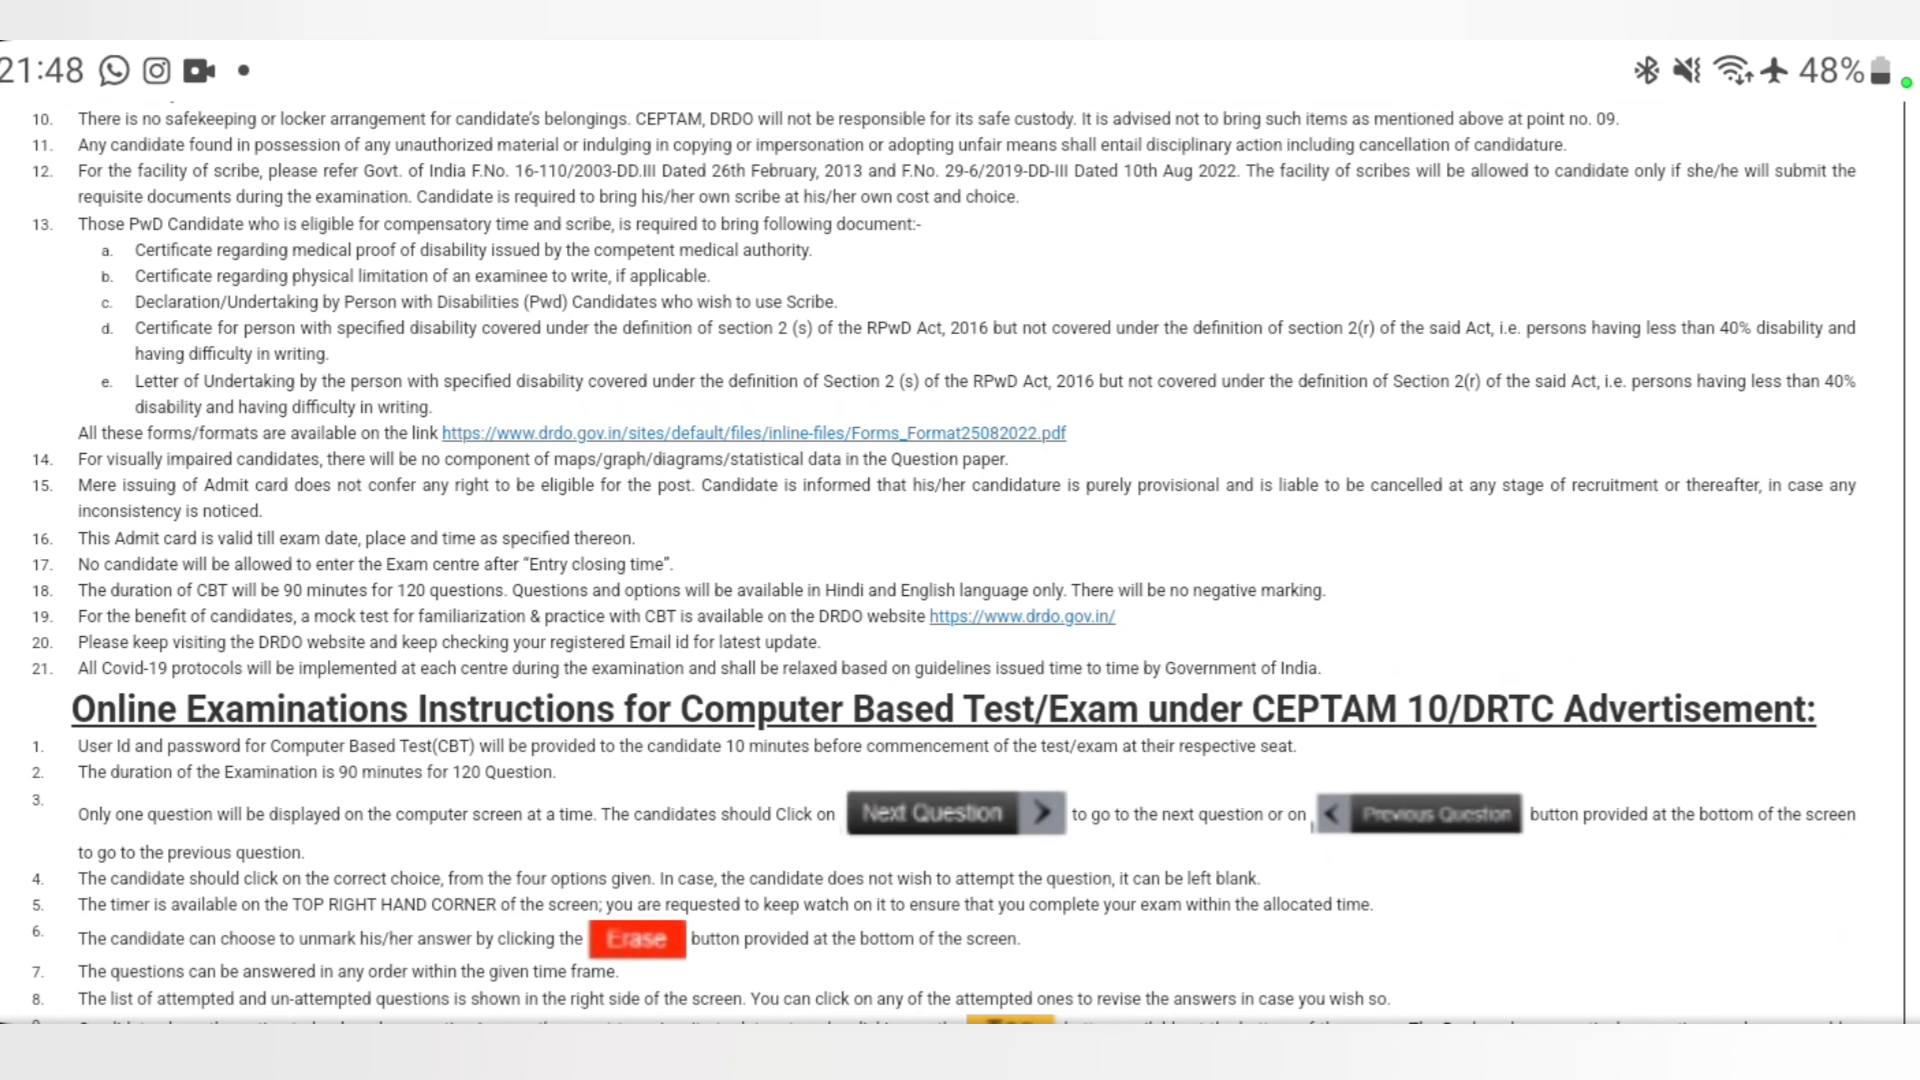 21:48
48%
10. There is no safekeeping or locker arrangement for candidate's belongings. CEPTAM, DRDO will not be responsible for its safe custody. It is advised not to bring such items as mentioned above at point no. 09.
11. Any candidate found in possession of any unauthorized material or indulging in copying or impersonation or adopting unfair means shall entail disciplinary action including cancellation of candidature.
12. For the facility of scribe, please refer Govt. of India F.No. 16-110/2003-DD.III Dated 26th February, 2013 and F.No. 29-6/2019-DD-III Dated 10th Aug 2022. The facility of scribes will be allowed to candidate only if she/he will submit the
requisite documents during the examination. Candidate is required to bring his/her own scribe at his/her own cost and choice.
13. Those PwD Candidate who is eligible for compensatory time and scribe, is required to bring following document:-
a. Certificate regarding medical proof of disability issued by the competent medical authority.
b. Certificate regarding physical limitation of an examinee to write, if applicable.
c. Declaration/Undertaking by Person with Disabilities (Pwd) Candidates who wish to use Scribe.
d. Certificate for person with specified disability covered under the definition of section 2 (s) of the RPwD Act, 2016 but not covered under the definition of section 2(r) of the said Act, i.e. persons having less than 40% disability and
having difficulty in writing.
e. Letter of Undertaking by the person with specified disability covered under the definition of Section 2 (s) of the RPwD Act, 2016 but not covered under the definition of Section 2(r) of the said Act, i.e. persons having less than 40%
disability and having difficulty in writing.
All these forms/formats are available on the link https://www.drdo.gov.in/sites/default/files/inline-files/Forms_Format25082022.pdf
14. For visually impaired candidates, there will be no component of maps/graph/diagrams/statistical data in the Question paper.
15. Mere issuing of Admit card does not confer any right to be eligible for the post. Candidate is informed that his/her candidature is purely provisional and is liable to be cancelled at any stage of recruitment or thereafter, in case any
inconsistency is noticed.
16. This Admit card is valid till exam date, place and time as specified thereon.
17. No candidate will be allowed to enter the Exam centre after “Entry closing time”.
18. The duration of CBT will be 90 minutes for 120 questions. Questions and options will be available in Hindi and English language only. There will be no negative marking.
19. For the benefit of candidates, a mock test for familiarization & practice with CBT is available on the DRDO website https://www.drdo.gov.in/
20. Please keep visiting the DRDO website and keep checking your registered Email id for latest update.
21. All Covid-19 protocols will be implemented at each centre during the examination and shall be relaxed based on guidelines issued time to time by Government of India.
Online Examinations Instructions for Computer Based Test/Exam under CEPTAM 10/DRTC Advertisement:
1. User Id and password for Computer Based Test(CBT) will be provided to the candidate 10 minutes before commencement of the test/exam at their respective seat.
2. The duration of the Examination is 90 minutes for 120 Question.
3. Only one question will be displayed on the computer screen at a time. The candidates should Click on Next Question > to go to the next question or on , < Previous Question button provided at the bottom of the screen
to go to the previous question.
4. The candidate should click on the correct choice, from the four options given. In case, the candidate does not wish to attempt the question, it can be left blank.
5. The timer is available on the TOP RIGHT HAND CORNER of the screen; you are requested to keep watch on it to ensure that you complete your exam within the allocated time.
6. The candidate can choose to unmark his/her answer by clicking the Erase button provided at the bottom of the screen.
7. The questions can be answered in any order within the given time frame.
8. The list of attempted and un-attempted questions is shown in the right side of the screen. You can click on any of the attempted ones to revise the answers in case you wish so.